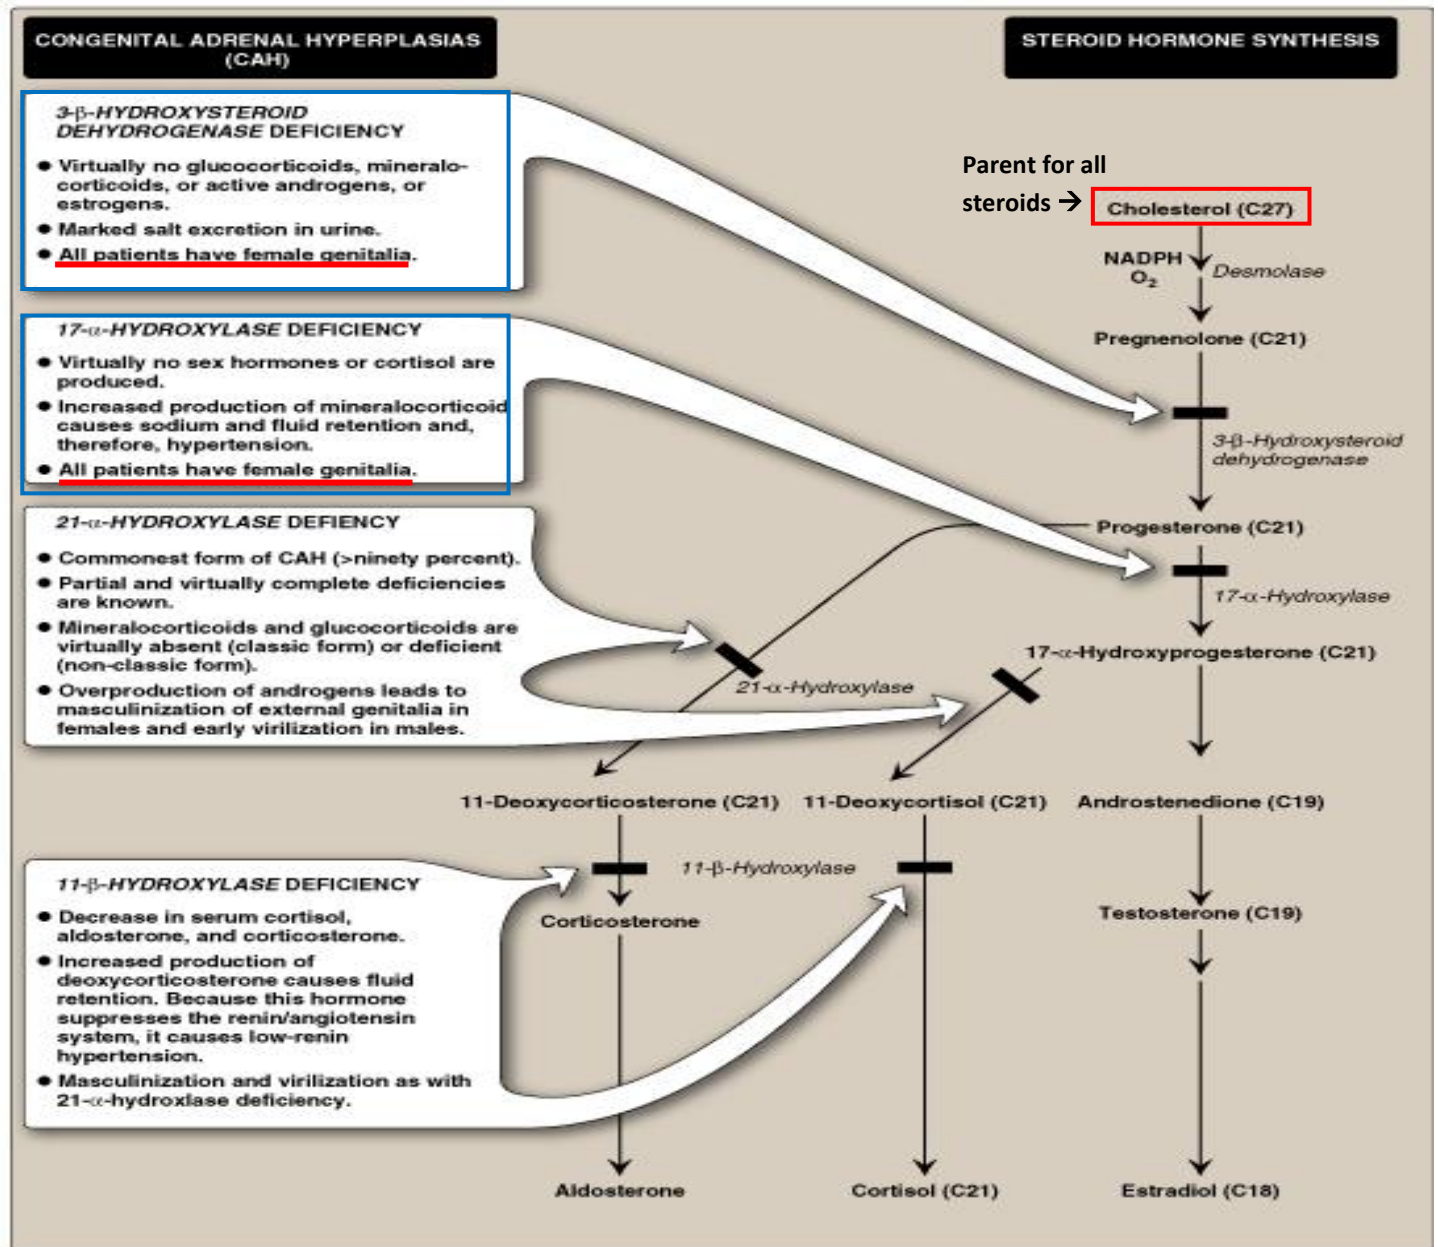 CONGENITAL ADRENAL HYPERPLASIAS
(CAH)
3-β-HYDROXYSTEROID
DEHYDROGENASE DEFICIENCY
● Virtually no glucocorticoids, mineralo-
corticoids, or active androgens, or
estrogens.
● Marked salt excretion in urine.
● All patients have female genitalia.
17-α-HYDROXYLASE DEFICIENCY
● Virtually no sex hormones or cortisol are
produced.
● Increased production of mineralocorticoid
causes sodium and fluid retention and,
therefore, hypertension.
● All patients have female genitalia.
21-α-HYDROXYLASE DEFIENCY
● Commonest form of CAH (>ninety percent).
● Partial and virtually complete deficiencies
are known.
● Mineralocorticoids and glucocorticoids are
virtually absent (classic form) or deficient
(non-classic form).
● Overproduction of androgens leads to
masculinization of external genitalia in
females and early virilization in males.
11-β-HYDROXYLASE DEFICIENCY
● Decrease in serum cortisol,
aldosterone, and corticosterone.
● Increased production of
deoxycorticosterone causes fluid
retention. Because this hormone
suppresses the renin/angiotensin
system, it causes low-renin
hypertension.
● Masculinization and virilization as with
21-α-hydroxlase deficiency.
STEROID HORMONE SYNTHESIS
Parent for all
steroids → Cholesterol (C27)
NADPH
O₂
Desmolase
Pregnenolone (C21)
3-β-Hydroxysteroid
dehydrogenase
Progesterone (C21)
17-α-Hydroxylase
17-α-Hydroxyprogesterone (C21)
21-α-Hydroxylase
11-Deoxycorticosterone (C21) 11-Deoxycortisol (C21) Androstenedione (C19)
11-β-Hydroxylase
Corticosterone
Testosterone (C19)
Aldosterone Cortisol (C21) Estradiol (C18)